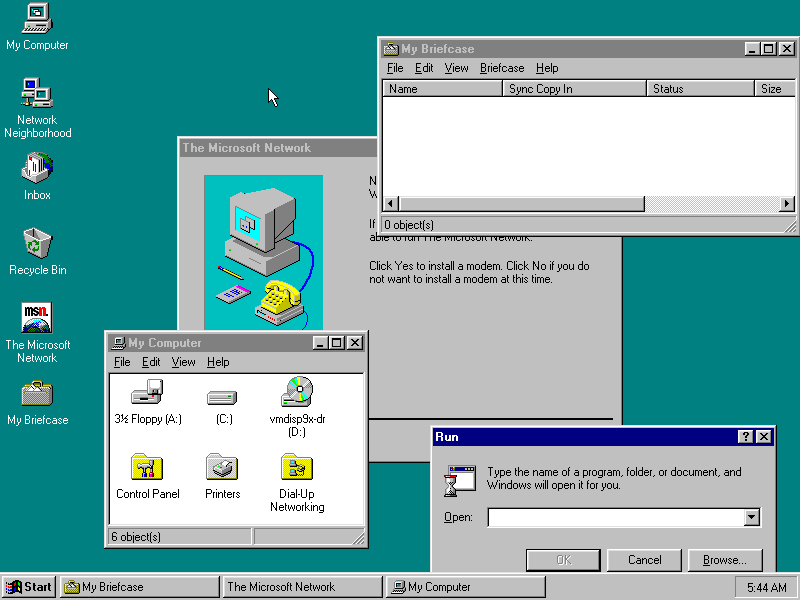 My Computer
Network
Neighborhood
Inbox
Recycle Bin
msn.
The Microsoft
Network
My Briefcase
My Briefcase
File Edit View Briefcase Help
Name Sync Copy In Status Size
0 object(s)
The Microsoft Network
N
W
If
able to run The Microsoft Network.
Click Yes to install a modem. Click No if you do
not want to install a modem at this time.
My Computer
File Edit View Help
3½ Floppy (A:)
(C:)
vmdisp9x-dr
(D:)
Control Panel
Printers
Dial-Up
Networking
6 object(s)
Run
Type the name of a program, folder, or document, and
Windows will open it for you.
Open:
OK Cancel Browse...
Start My Briefcase The Microsoft Network My Computer 5:44 AM